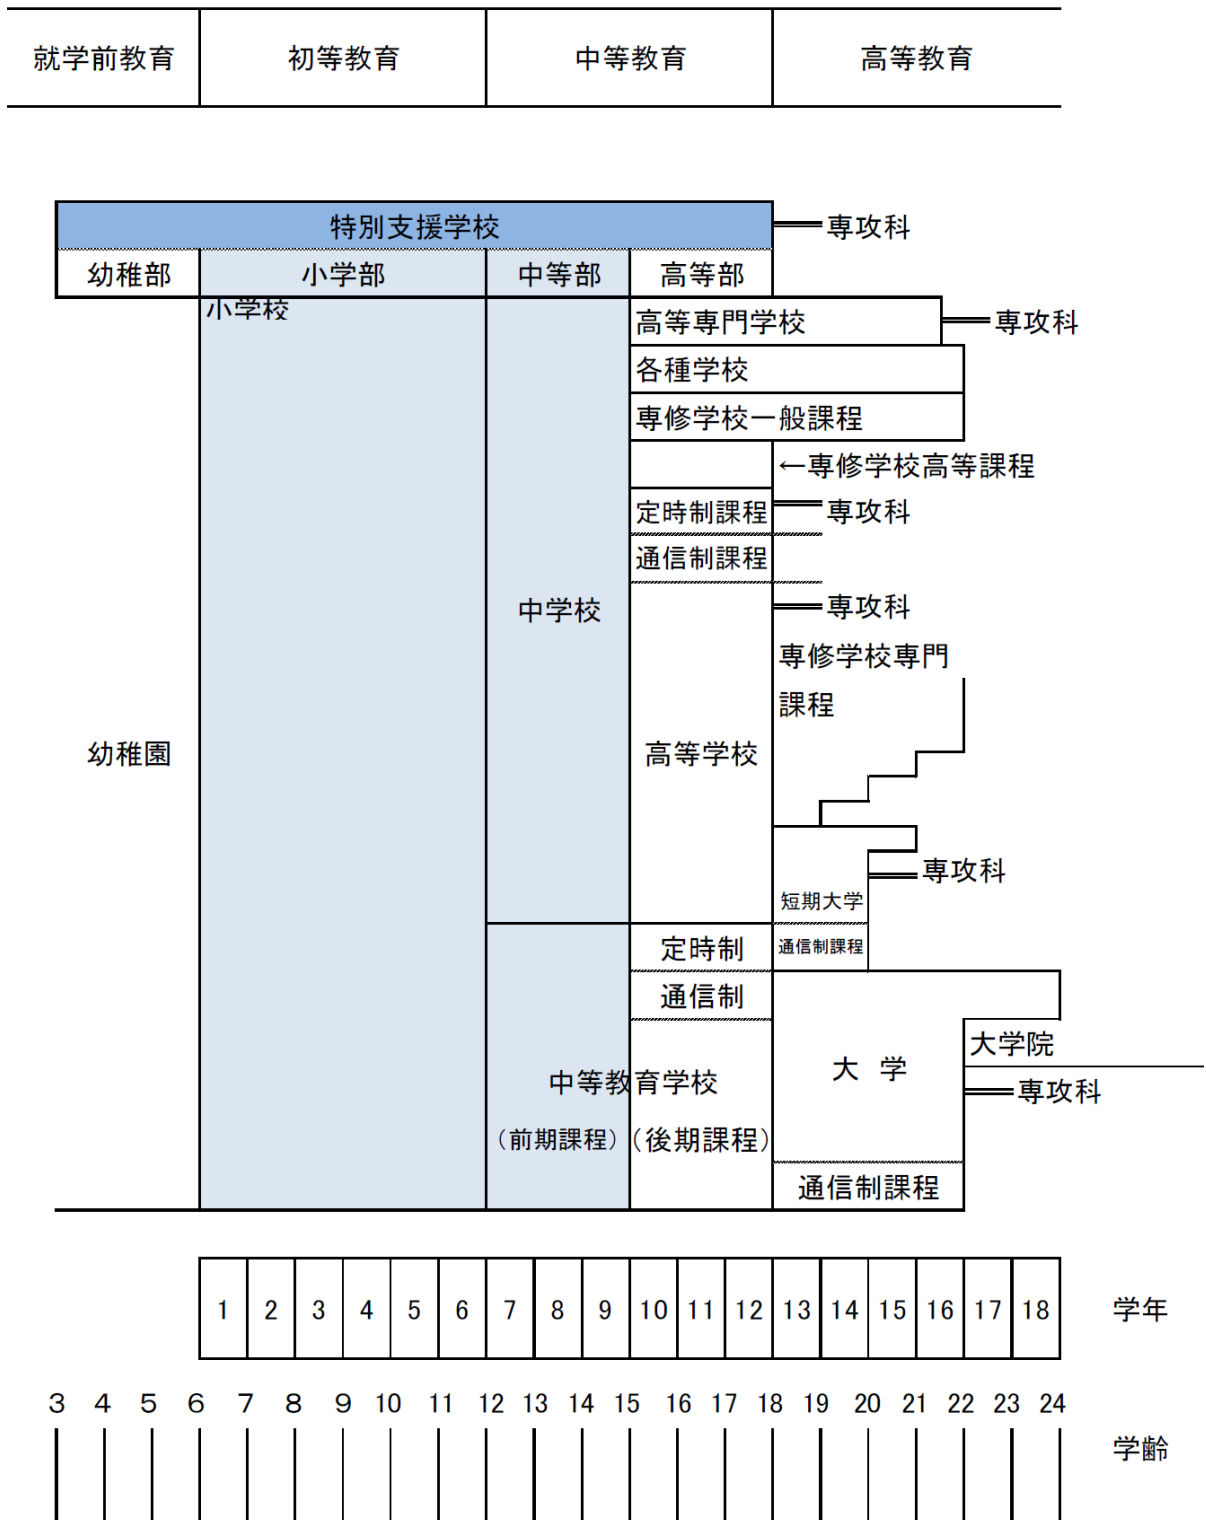 就学前教育 初等教育 中等教育 高等教育
特別支援学校 専攻科
幼稚部 小学部 中等部 高等部
小学校
高等専門学校 専攻科
各種学校
専修学校一般課程
←専修学校高等課程
定時制課程 専攻科
通信制課程
中学校 専攻科
専修学校専門
課程
幼稚園 高等学校
専攻科
短期大学
定時制 通信制課程
通信制
大学院
大 学
中等教育学校 専攻科
（前期課程） （後期課程）
通信制課程
1 2 3 4 5 6 7 8 9 10 11 12 13 14 15 16 17 18 学年
3 4 5 6 7 8 9 10 11 12 13 14 15 16 17 18 19 20 21 22 23 24
学齢